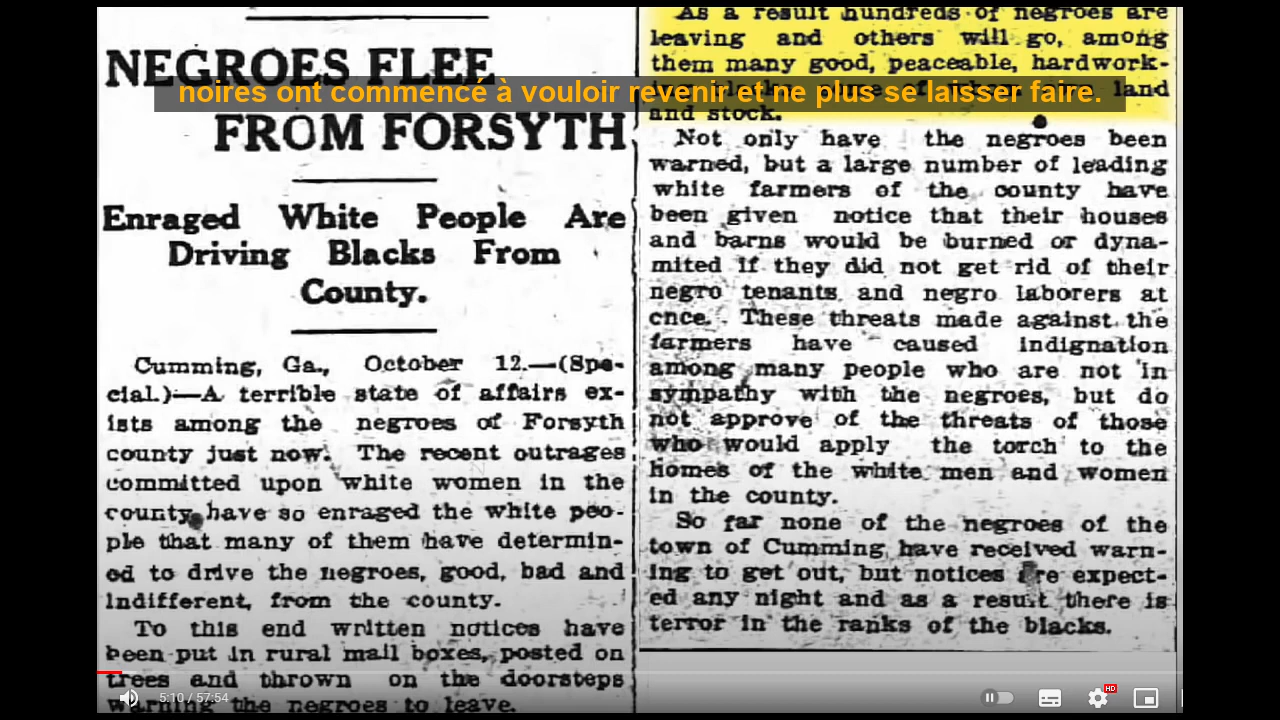 NEGROES FLEE
FROM FORSYTH
Enraged White People Are
Driving Blacks From
County.
Cumming, Ga., October 12.—(Spe-
cial.)—A terrible state of affairs ex-
ists among the negroes of Forsyth
county just now. The recent outrages
committed upon white women in the
county have so enraged the white peo-
ple that many of them have determin-
ed to drive the negroes, good, bad and
indifferent, from the county.
To this end written notices have
been put in rural mail boxes, posted on
trees and thrown on the doorsteps
warning the negroes to leave.
As a result hundreds of negroes are
leaving and others will go, among
them many good, peaceable, hardwork-
land
and stock.
Not only have the negroes been
warned, but a large number of leading
white farmers of the county have
been given notice that their houses
and barns would be burned or dyna-
mited if they did not get rid of their
negro tenants and negro laborers at
cnce. These threats made against the
farmers have caused indignation
among many people who are not in
sympathy with the negroes, but do
not approve of the threats of those
who would apply the torch to the
homes of the white men and women
in the county.
So far none of the negroes of the
town of Cumming have received warn-
ing to get out, but notices are expect-
ed any night and as a result there is
terror in the ranks of the blacks.
noires ont commencé à vouloir revenir et ne plus se laisser faire.
5:10 / 57:54
HD